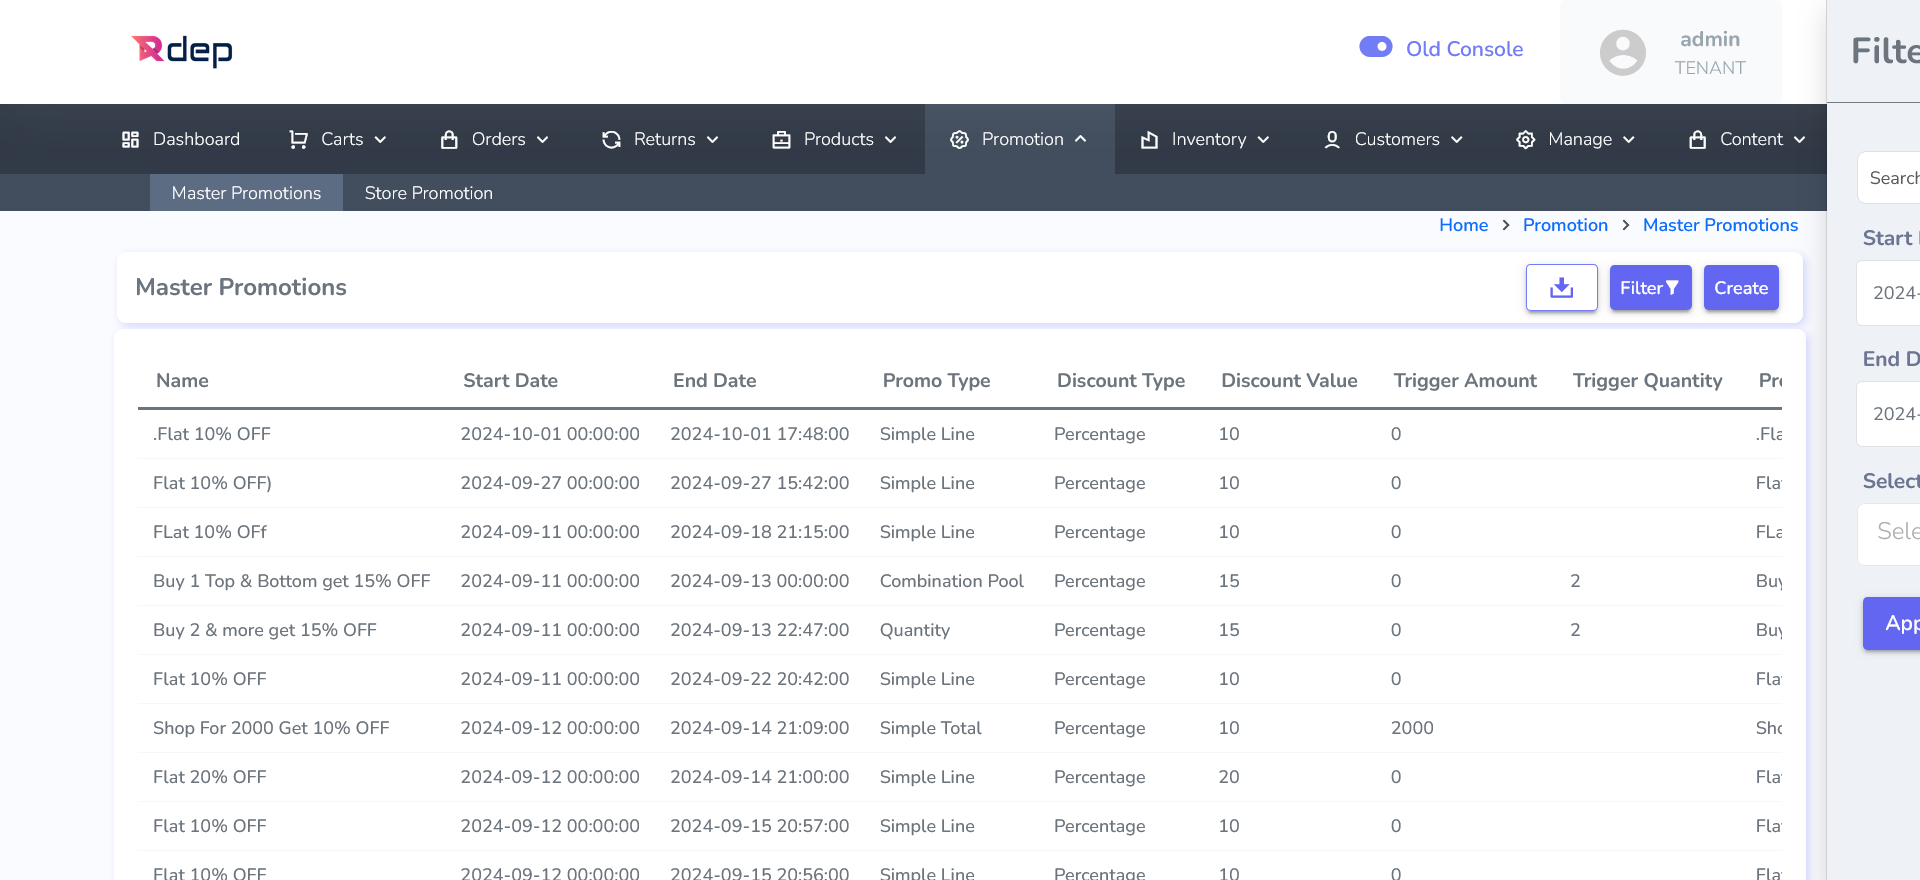 Rdep
Old Console
admin
TENANT
Dashboard Carts Orders Returns Products Promotion Inventory Customers Manage Content
Master Promotions Store Promotion
Home > Promotion > Master Promotions
Master Promotions
Filter Create
Name Start Date End Date Promo Type Discount Type Discount Value Trigger Amount Trigger Quantity
.Flat 10% OFF 2024-10-01 00:00:00 2024-10-01 17:48:00 Simple Line Percentage 10 0 .Fla
Flat 10% OFF) 2024-09-27 00:00:00 2024-09-27 15:42:00 Simple Line Percentage 10 0 Fla
FLat 10% OFf 2024-09-11 00:00:00 2024-09-18 21:15:00 Simple Line Percentage 10 0 FLa
Buy 1 Top & Bottom get 15% OFF 2024-09-11 00:00:00 2024-09-13 00:00:00 Combination Pool Percentage 15 0 2 Buy
Buy 2 & more get 15% OFF 2024-09-11 00:00:00 2024-09-13 22:47:00 Quantity Percentage 15 0 2 Buy
Flat 10% OFF 2024-09-11 00:00:00 2024-09-22 20:42:00 Simple Line Percentage 10 0 Fla
Shop For 2000 Get 10% OFF 2024-09-12 00:00:00 2024-09-14 21:09:00 Simple Total Percentage 10 2000 Sho
Flat 20% OFF 2024-09-12 00:00:00 2024-09-14 21:00:00 Simple Line Percentage 20 0 Fla
Flat 10% OFF 2024-09-12 00:00:00 2024-09-15 20:57:00 Simple Line Percentage 10 0 Fla
Flat 10% OFF 2024-09-12 00:00:00 2024-09-15 20:56:00 Simple Line Percentage 10 0 Fla
Filte
Search
Start
2024-
End D
2024-
Select
Sele
App